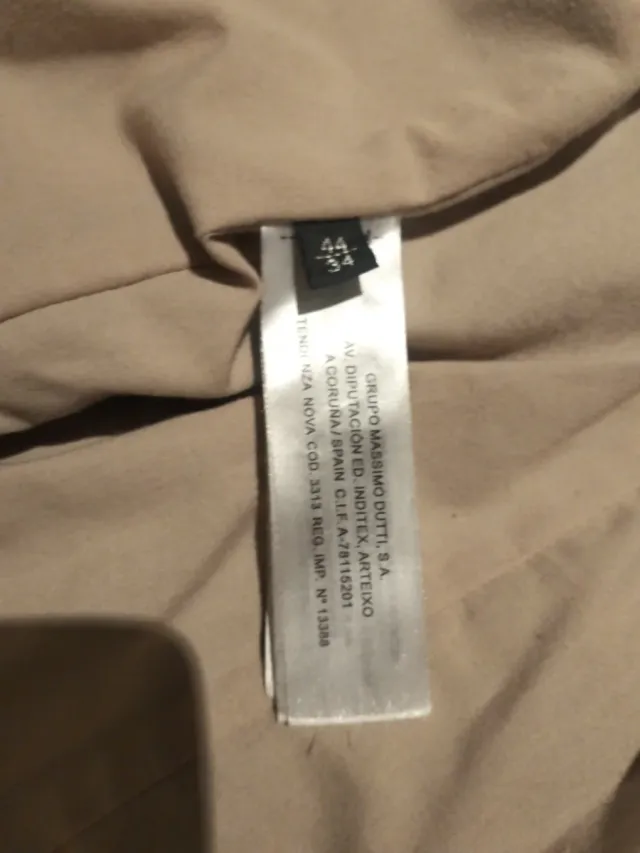 44
34
GRUPO MASSIMO DUTTI, S.A.
AV. DIPUTACIÓN ED. INDITEX, ARTEIXO
A CORUÑA/ SPAIN C.I.F. A-78115201
TENDENZA NOVA COD. 3313 REG. IMP. Nº 13388